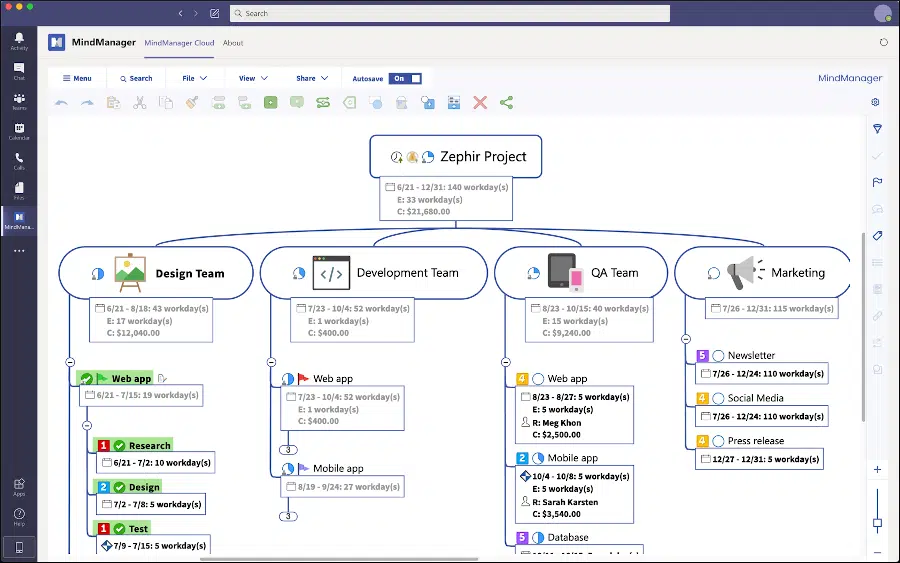 Search
Activity
Chat
Teams
Calendar
Calls
Files
MindMana...
Apps
Help
MindManager
MindManager Cloud
About
Menu
Search
File
View
Share
Autosave
On
MindManager
Zephir Project
6/21 - 12/31: 140 workday(s)
E: 33 workday(s)
C: $21,680.00
Design Team
6/21 - 8/18: 43 workday(s)
E: 17 workday(s)
C: $12,040.00
Web app
6/21 - 7/15: 19 workday(s)
1 Research
6/21 - 7/2: 10 workday(s)
2 Design
7/2 - 7/8: 5 workday(s)
1 Test
7/9 - 7/15: 5 workday(s)
Development Team
7/23 - 10/4: 52 workday(s)
E: 1 workday(s)
C: $400.00
Web app
7/23 - 10/4: 52 workday(s)
E: 1 workday(s)
C: $400.00
3
Mobile app
8/19 - 9/24: 27 workday(s)
3
QA Team
8/23 - 10/15: 40 workday(s)
E: 15 workday(s)
C: $9,240.00
4 Web app
8/23 - 8/27: 5 workday(s)
E: 5 workday(s)
R: Meg Khon
C: $2,500.00
2 Mobile app
10/4 - 10/8: 5 workday(s)
E: 5 workday(s)
R: Sarah Karsten
C: $3,540.00
5 Database
Marketing
7/26 - 12/31: 115 workday(s)
5 Newsletter
7/26 - 12/24: 110 workday(s)
4 Social Media
7/26 - 12/24: 110 workday(s)
4 Press release
12/27 - 12/31: 5 workday(s)